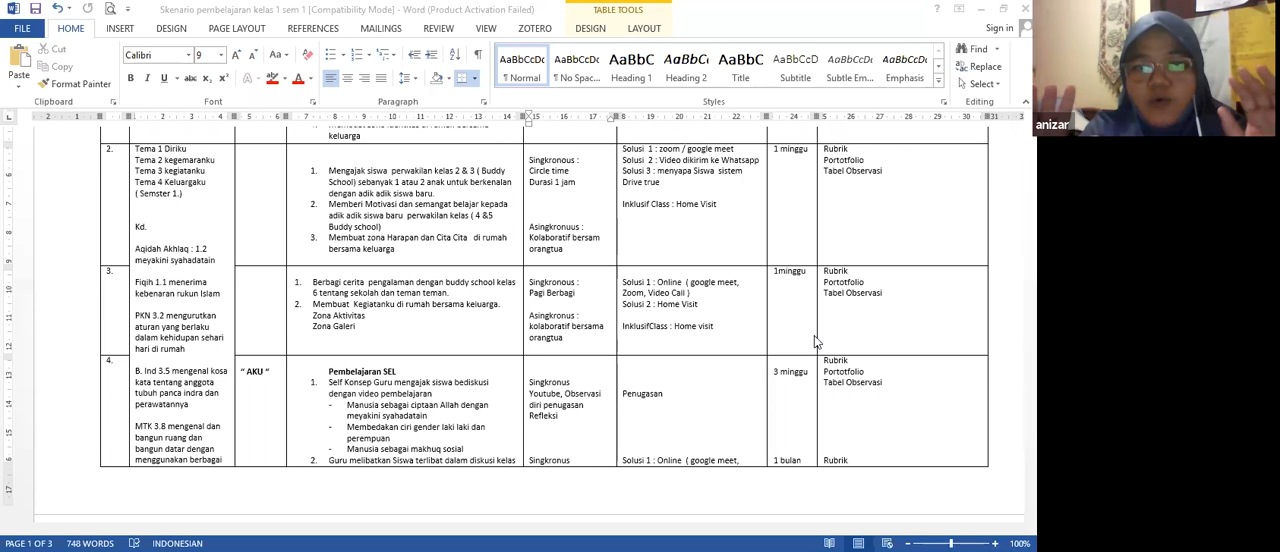 Skenario pembelajaran kelas 1 sem 1 [Compatibility Mode] - Word (Product Activation Failed)
TABLE TOOLS
FILE HOME INSERT DESIGN PAGE LAYOUT REFERENCES MAILINGS REVIEW VIEW ZOTERO DESIGN LAYOUT
Sign in
Paste
Cut
Copy
Format Painter
Clipboard
Calibri 9
Font
Paragraph
AaBbCcDc AaBbCcDc AaBbC AaBbCc AaBbC AaBbCcD AaBbCcDc AaBbCcDc
¶ Normal ¶ No Spac... Heading 1 Heading 2 Title Subtitle Subtle Em... Emphasis
Styles
Find
Replace
Select
Editing
anizar
keluarga
2.
Tema 1 Diriku
Tema 2 kegemaranku
Tema 3 kegiatanku
Tema 4 Keluargaku
( Semster 1.)
Kd.
Aqidah Akhlaq : 1.2
meyakini syahadatain
1. Mengajak siswa perwakilan kelas 2 & 3 ( Buddy
School) sebanyak 1 atau 2 anak untuk berkenalan
dengan adik adik siswa baru.
2. Memberi Motivasi dan semangat belajar kepada
adik adik siswa baru perwakilan kelas ( 4 &5
Buddy school)
3. Membuat zona Harapan dan Cita Cita di rumah
bersama keluarga
Singkronous :
Circle time
Durasi 1 jam
Asingkronuus :
Kolaboratif bersam
orangtua
Solusi 1 : zoom / google meet
Solusi 2 : Video dikirim ke Whatsapp
Solusi 3 : menyapa Siswa sistem
Drive true
Inklusif Class : Home Visit
1 minggu
Rubrik
Portotfolio
Tabel Observasi
3.
Fiqih 1.1 menerima
kebenaran rukun Islam
PKN 3.2 mengurutkan
aturan yang berlaku
dalam kehidupan sehari
hari di rumah
1. Berbagi cerita pengalaman dengan buddy school kelas
6 tentang sekolah dan teman teman.
2. Membuat Kegiatanku di rumah bersama keluarga.
Zona Aktivitas
Zona Galeri
Singkronous :
Pagi Berbagi
Asingkronus :
kolaboratif bersama
orangtua
Solusi 1 : Online ( google meet,
Zoom, Video Call )
Solusi 2 : Home Visit
InklusifClass : Home visit
1minggu
Rubrik
Portofolio
Tabel Observasi
4.
B. Ind 3.5 mengenal kosa
kata tentang anggota
tubuh panca indra dan
perawatannya
MTK 3.8 mengenal dan
bangun ruang dan
bangun datar dengan
menggunakan berbagai
" AKU "
Pembelajaran SEL
1. Self Konsep Guru mengajak siswa bediskusi
dengan video pembelajaran
- Manusia sebagai ciptaan Allah dengan
meyakini syahadatain
- Membedakan ciri gender laki laki dan
perempuan
- Manusia sebagai makhuq sosial
2. Guru melibatkan Siswa terlibat dalam diskusi kelas
Singkronus
Youtube, Observasi
diri penugasan
Refleksi
Singkronus
Penugasan
Solusi 1 : Online ( google meet,
3 minggu
1 bulan
Rubrik
Portofolio
Tabel Observasi
Rubrik
PAGE 1 OF 3 748 WORDS INDONESIAN
100%